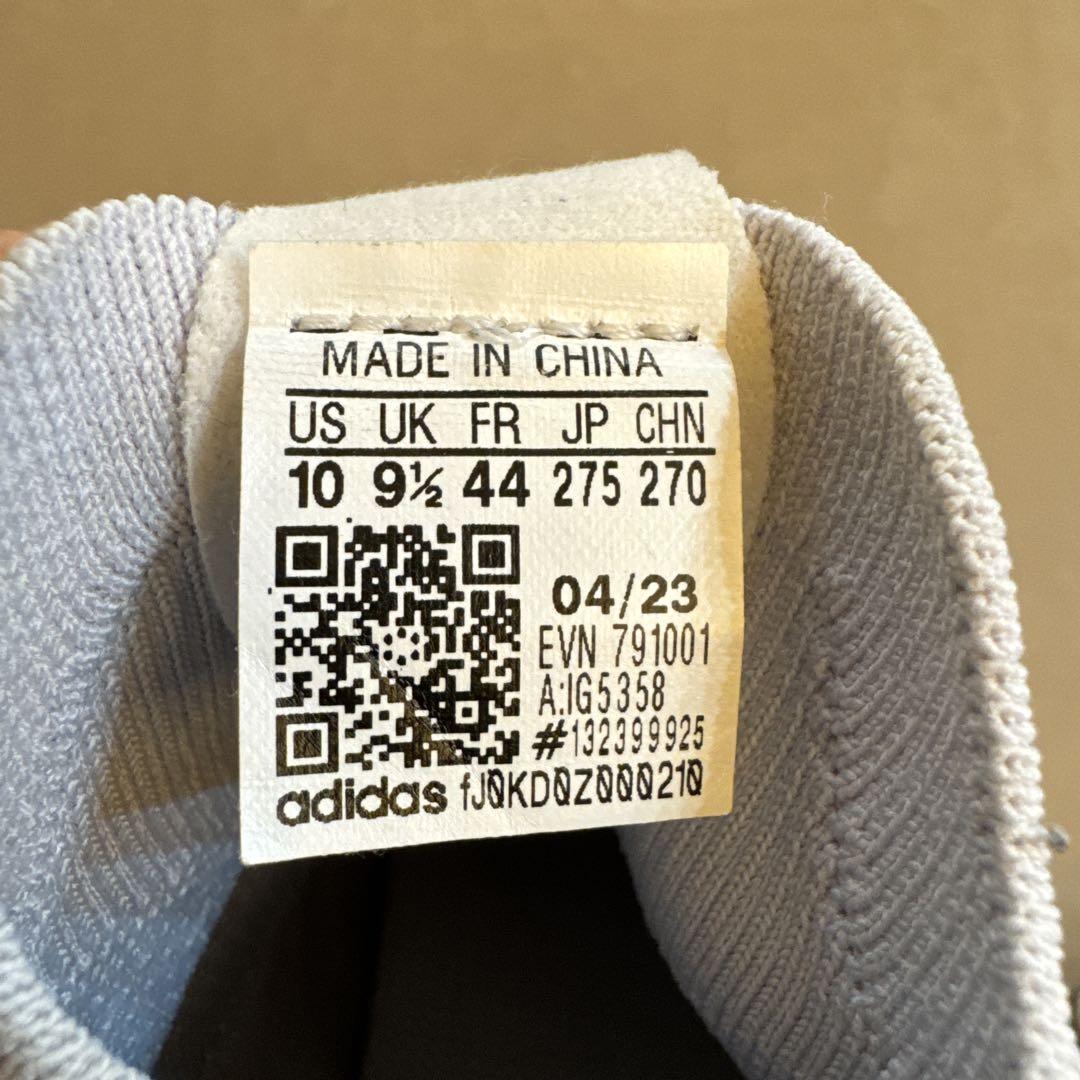 MADE IN CHINA
US UK FR JP CHN
10 9½ 44 275 270
04/23
EVN 791001
A:IG5358
#132399925
adidas fJ0KD0Z000210